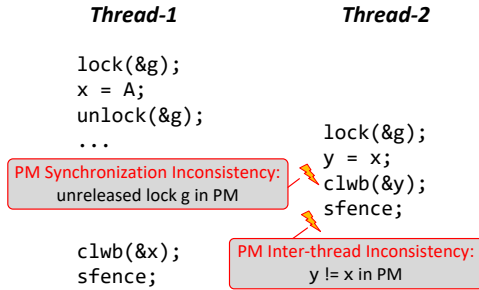 Thread-1
lock(&g);
x = A;
unlock(&g);
...
PM Synchronization Inconsistency:
unreleased lock g in PM
clwb(&x);
sfence;
Thread-2
lock(&g);
y = x;
clwb(&y);
sfence;
PM Inter-thread Inconsistency:
y != x in PM